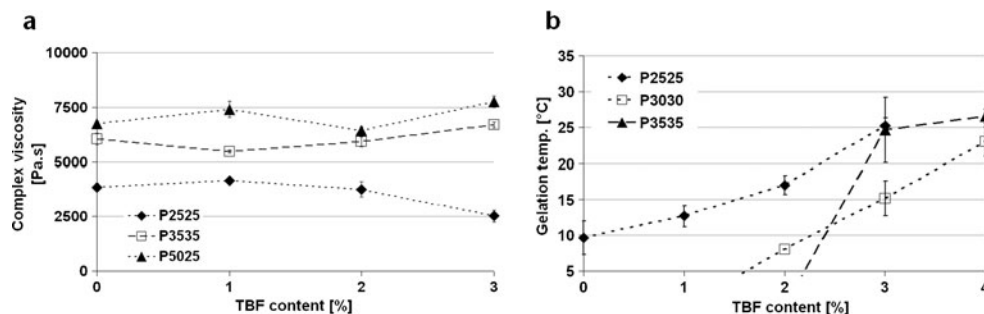 a
10000
7500
5000
2500
0
Complex viscosity
[Pa.s]
P2525
P3535
P5025
0 1 2 3
TBF content [%]
b
35
30
25
20
15
10
5
Gelation temp. [°C]
P2525
P3030
P3535
0 1 2 3 4
TBF content [%]